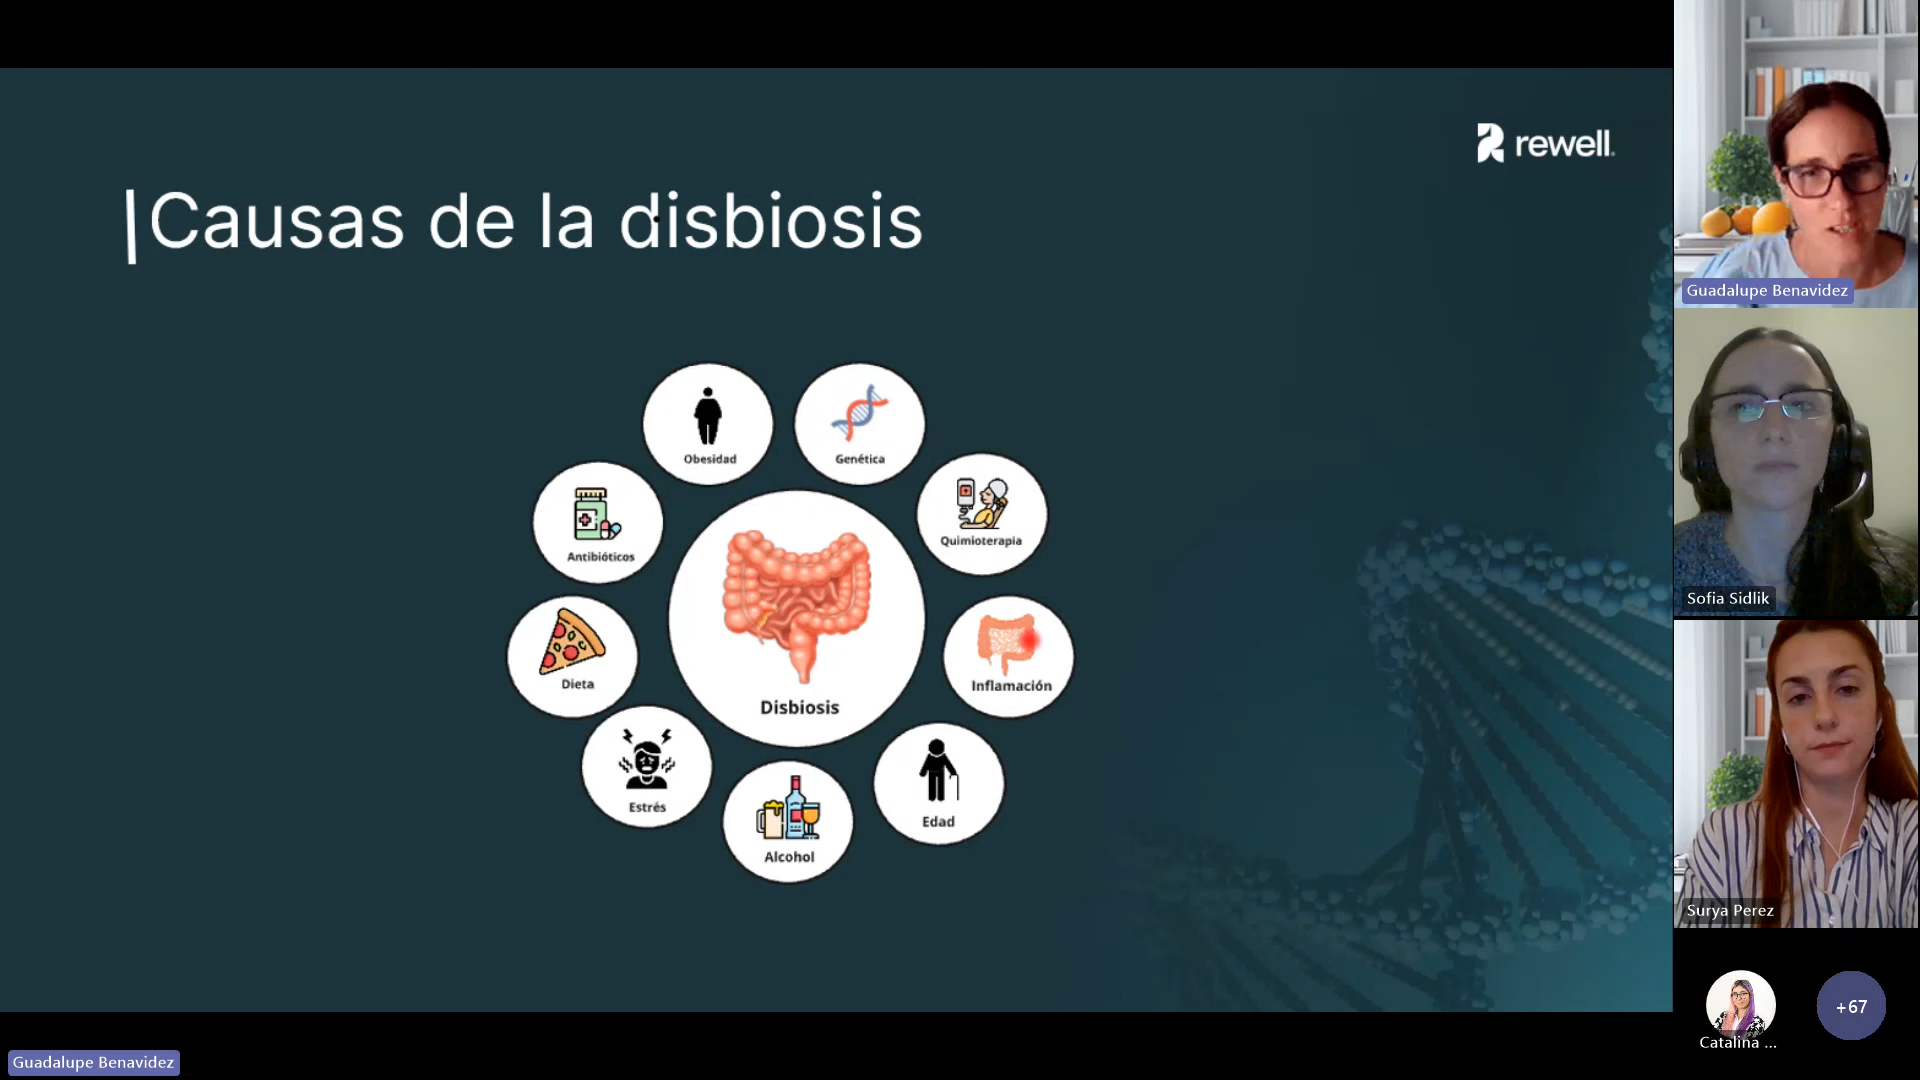 rewell.
Causas de la disbiosis
Obesidad
Genética
Antibióticos
Quimioterapia
Dieta
Inflamación
Disbiosis
Estrés
Alcohol
Edad
Guadalupe Benavidez
Sofia Sidlik
Surya Perez
Catalina ...
+67
Guadalupe Benavidez